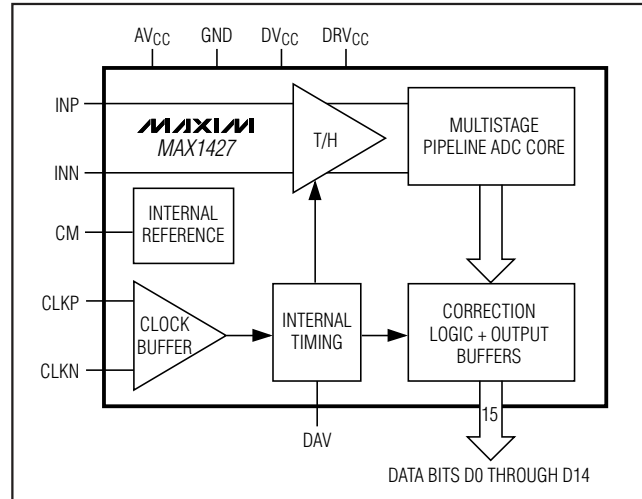 AVCC GND DVCC DRVCC
INP
MAXIM
MAX1427
T/H
MULTISTAGE
PIPELINE ADC CORE
INN
CM
INTERNAL
REFERENCE
CLKP
CLOCK
BUFFER
INTERNAL
TIMING
CORRECTION
LOGIC + OUTPUT
BUFFERS
CLKN
15
DAV
DATA BITS D0 THROUGH D14